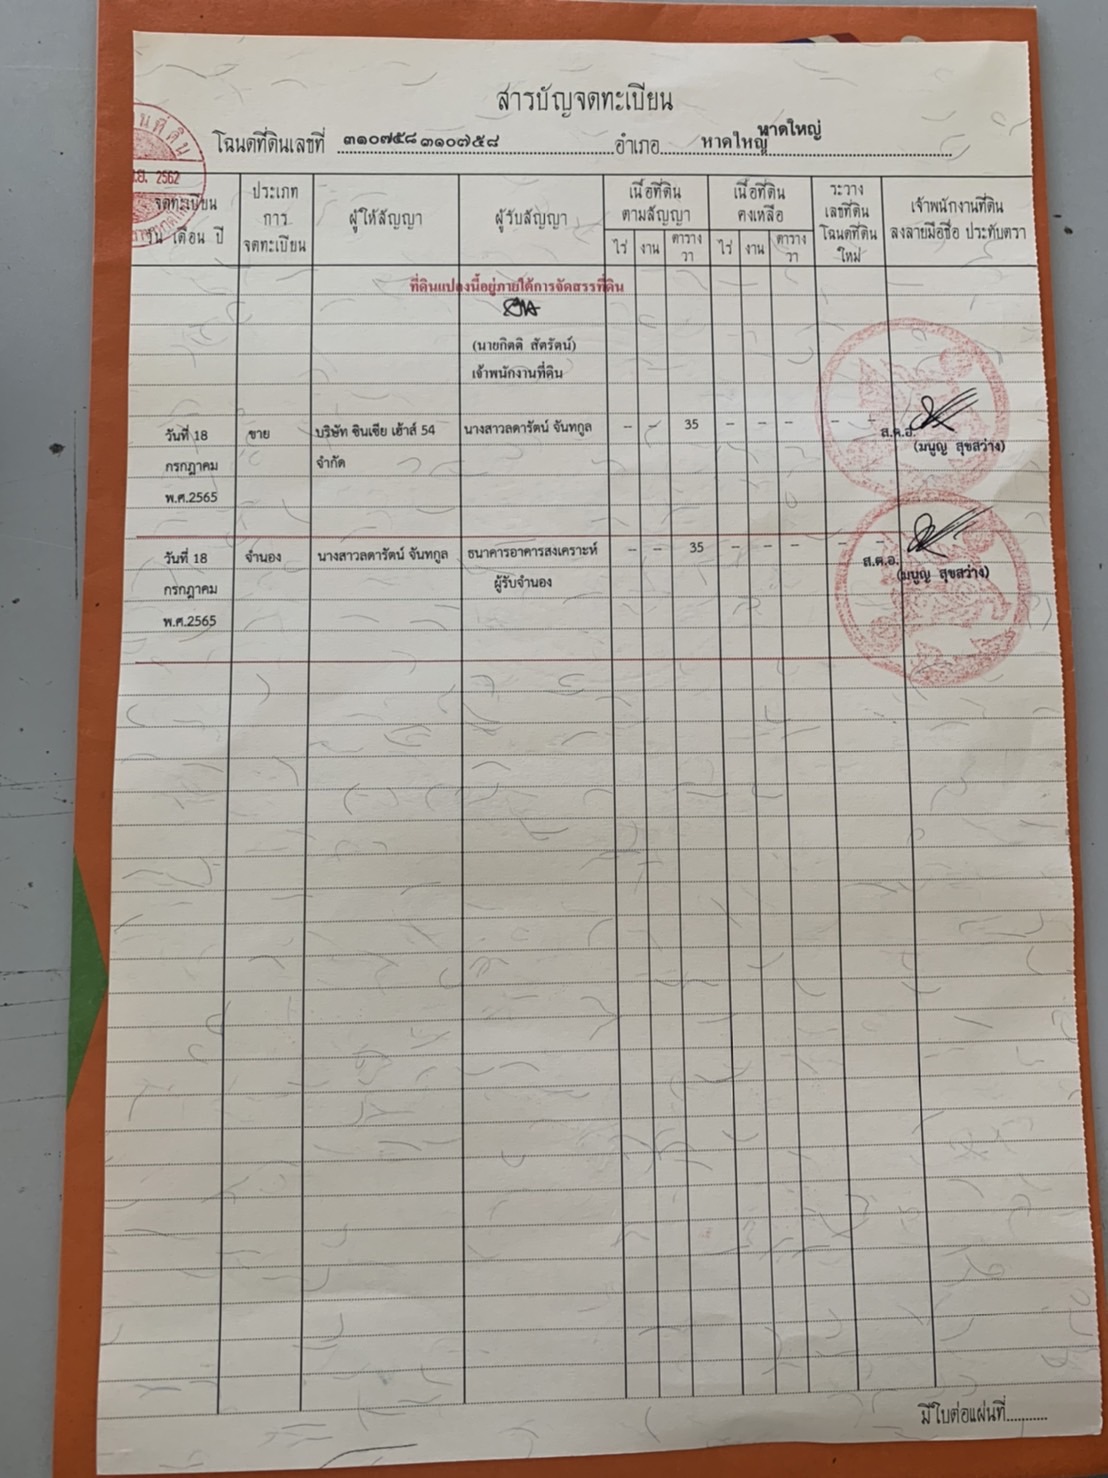 สารบัญจดทะเบียน
โฉนดที่ดินเลขที่ ๓๑๐๗๕๘ ๓๑๐๗๕๘ อำเภอ หาดใหญ่ หาดใหญ่
จดทะเบียน
วัน เดือน ปี
ประเภท
การ
จดทะเบียน
ผู้ให้สัญญา
ผู้รับสัญญา
เนื้อที่ดิน
ตามสัญญา
ไร่ งาน ตาราง
วา
เนื้อที่ดิน
คงเหลือ
ไร่ งาน ตาราง
วา
ระวาง
เลขที่ดิน
โฉนดที่ดิน
ใหม่
เจ้าพนักงานที่ดิน
ลงลายมือชื่อ ประทับตรา
2562
ที่ดินแปลงนี้อยู่ภายใต้การจัดสรรที่ดิน
(นายกิตติ สัตรัตน์)
เจ้าพนักงานที่ดิน
วันที่ 18 ขาย บริษัท ซินเซีย เฮ้าส์ 54 นางสาวลดารัตน์ จันทกูล – – 35 – – – – –
กรกฎาคม จำกัด
พ.ศ.2565
ส.ต.อ.
(มนูญ สุขสว่าง)
วันที่ 18 จำนอง นางสาวลดารัตน์ จันทกูล ธนาคารอาคารสงเคราะห์ – – 35 – – – – –
กรกฎาคม ผู้รับจำนอง
พ.ศ.2565
ส.ต.อ.
(มนูญ สุขสว่าง)
มีใบต่อแผ่นที่